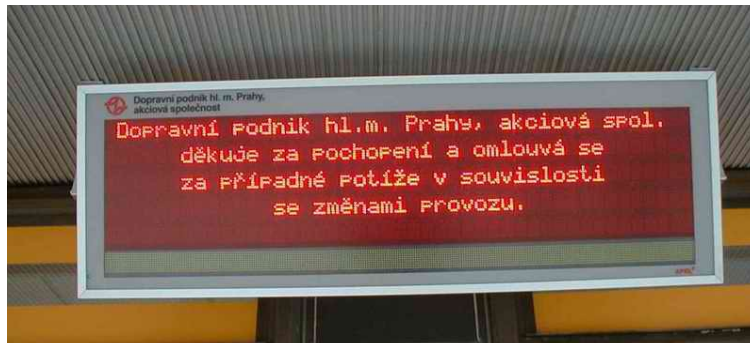 Dopravní podnik hl. m. Prahy,
akciová společnost
Dopravní podnik hl.m. Prahy, akciová spol.
děkuje za pochopení a omlouvá se
za případné potíže v souvislosti
se změnami provozu.
APEL